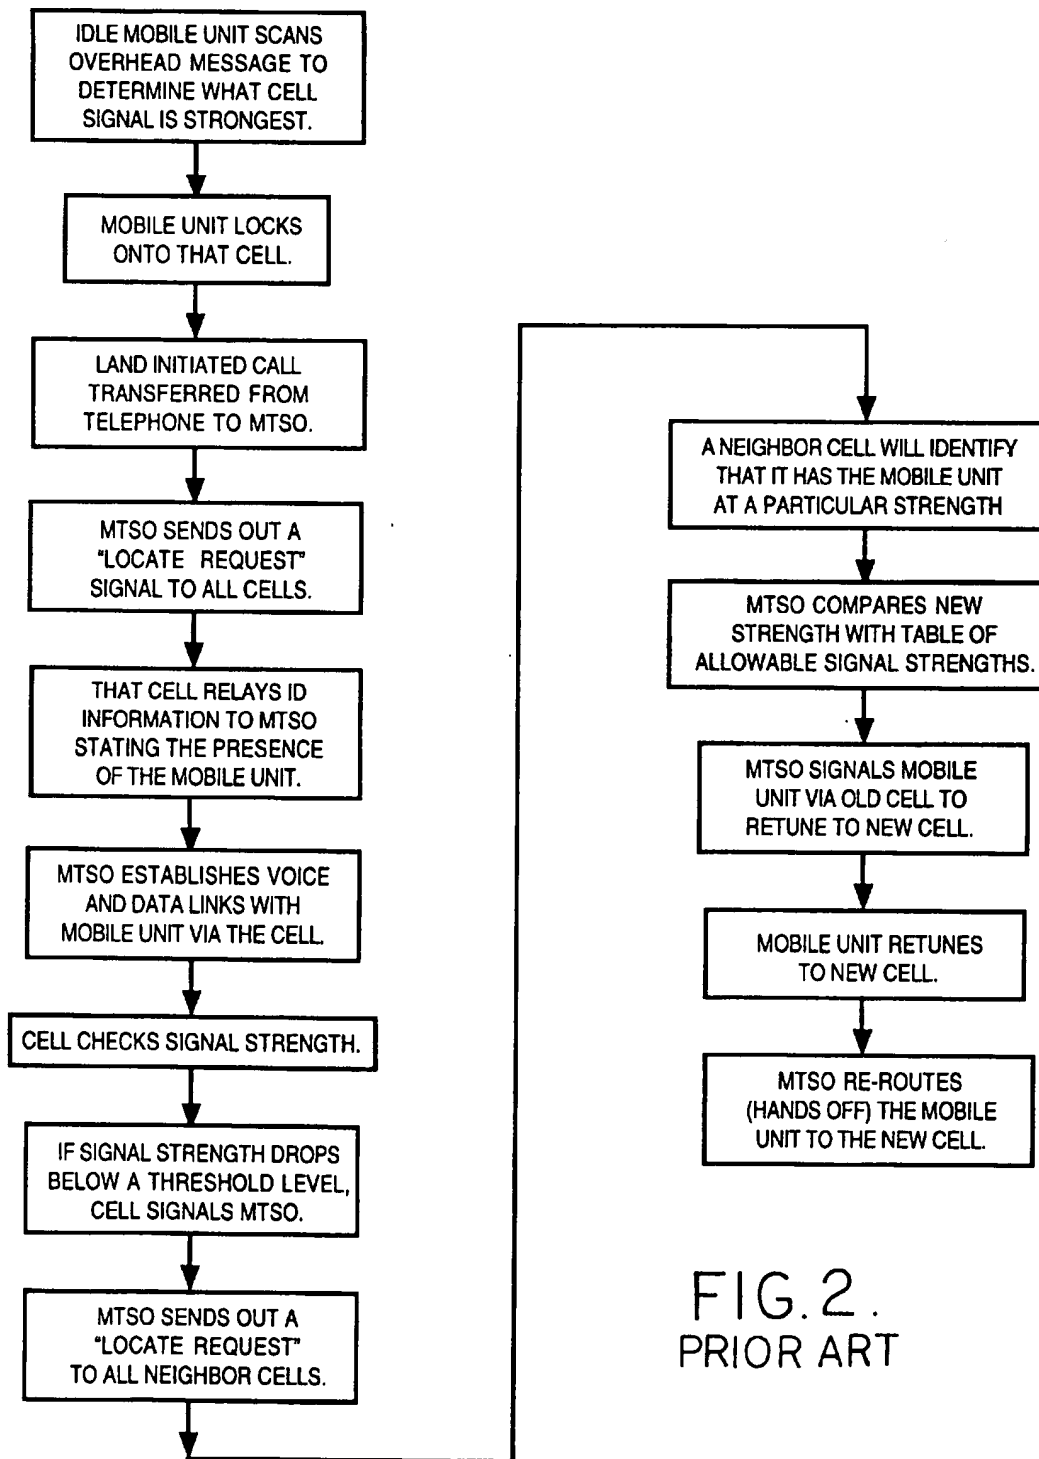 IDLE MOBILE UNIT SCANS
OVERHEAD MESSAGE TO
DETERMINE WHAT CELL
SIGNAL IS STRONGEST.
MOBILE UNIT LOCKS
ONTO THAT CELL.
LAND INITIATED CALL
TRANSFERRED FROM
TELEPHONE TO MTSO.
MTSO SENDS OUT A
"LOCATE REQUEST"
SIGNAL TO ALL CELLS.
THAT CELL RELAYS ID
INFORMATION TO MTSO
STATING THE PRESENCE
OF THE MOBILE UNIT.
MTSO ESTABLISHES VOICE
AND DATA LINKS WITH
MOBILE UNIT VIA THE CELL.
CELL CHECKS SIGNAL STRENGTH.
IF SIGNAL STRENGTH DROPS
BELOW A THRESHOLD LEVEL,
CELL SIGNALS MTSO.
MTSO SENDS OUT A
"LOCATE REQUEST"
TO ALL NEIGHBOR CELLS.
A NEIGHBOR CELL WILL IDENTIFY
THAT IT HAS THE MOBILE UNIT
AT A PARTICULAR STRENGTH
MTSO COMPARES NEW
STRENGTH WITH TABLE OF
ALLOWABLE SIGNAL STRENGTHS.
MTSO SIGNALS MOBILE
UNIT VIA OLD CELL TO
RETUNE TO NEW CELL.
MOBILE UNIT RETUNES
TO NEW CELL.
MTSO RE-ROUTES
(HANDS OFF) THE MOBILE
UNIT TO THE NEW CELL.
FIG. 2.
PRIOR ART